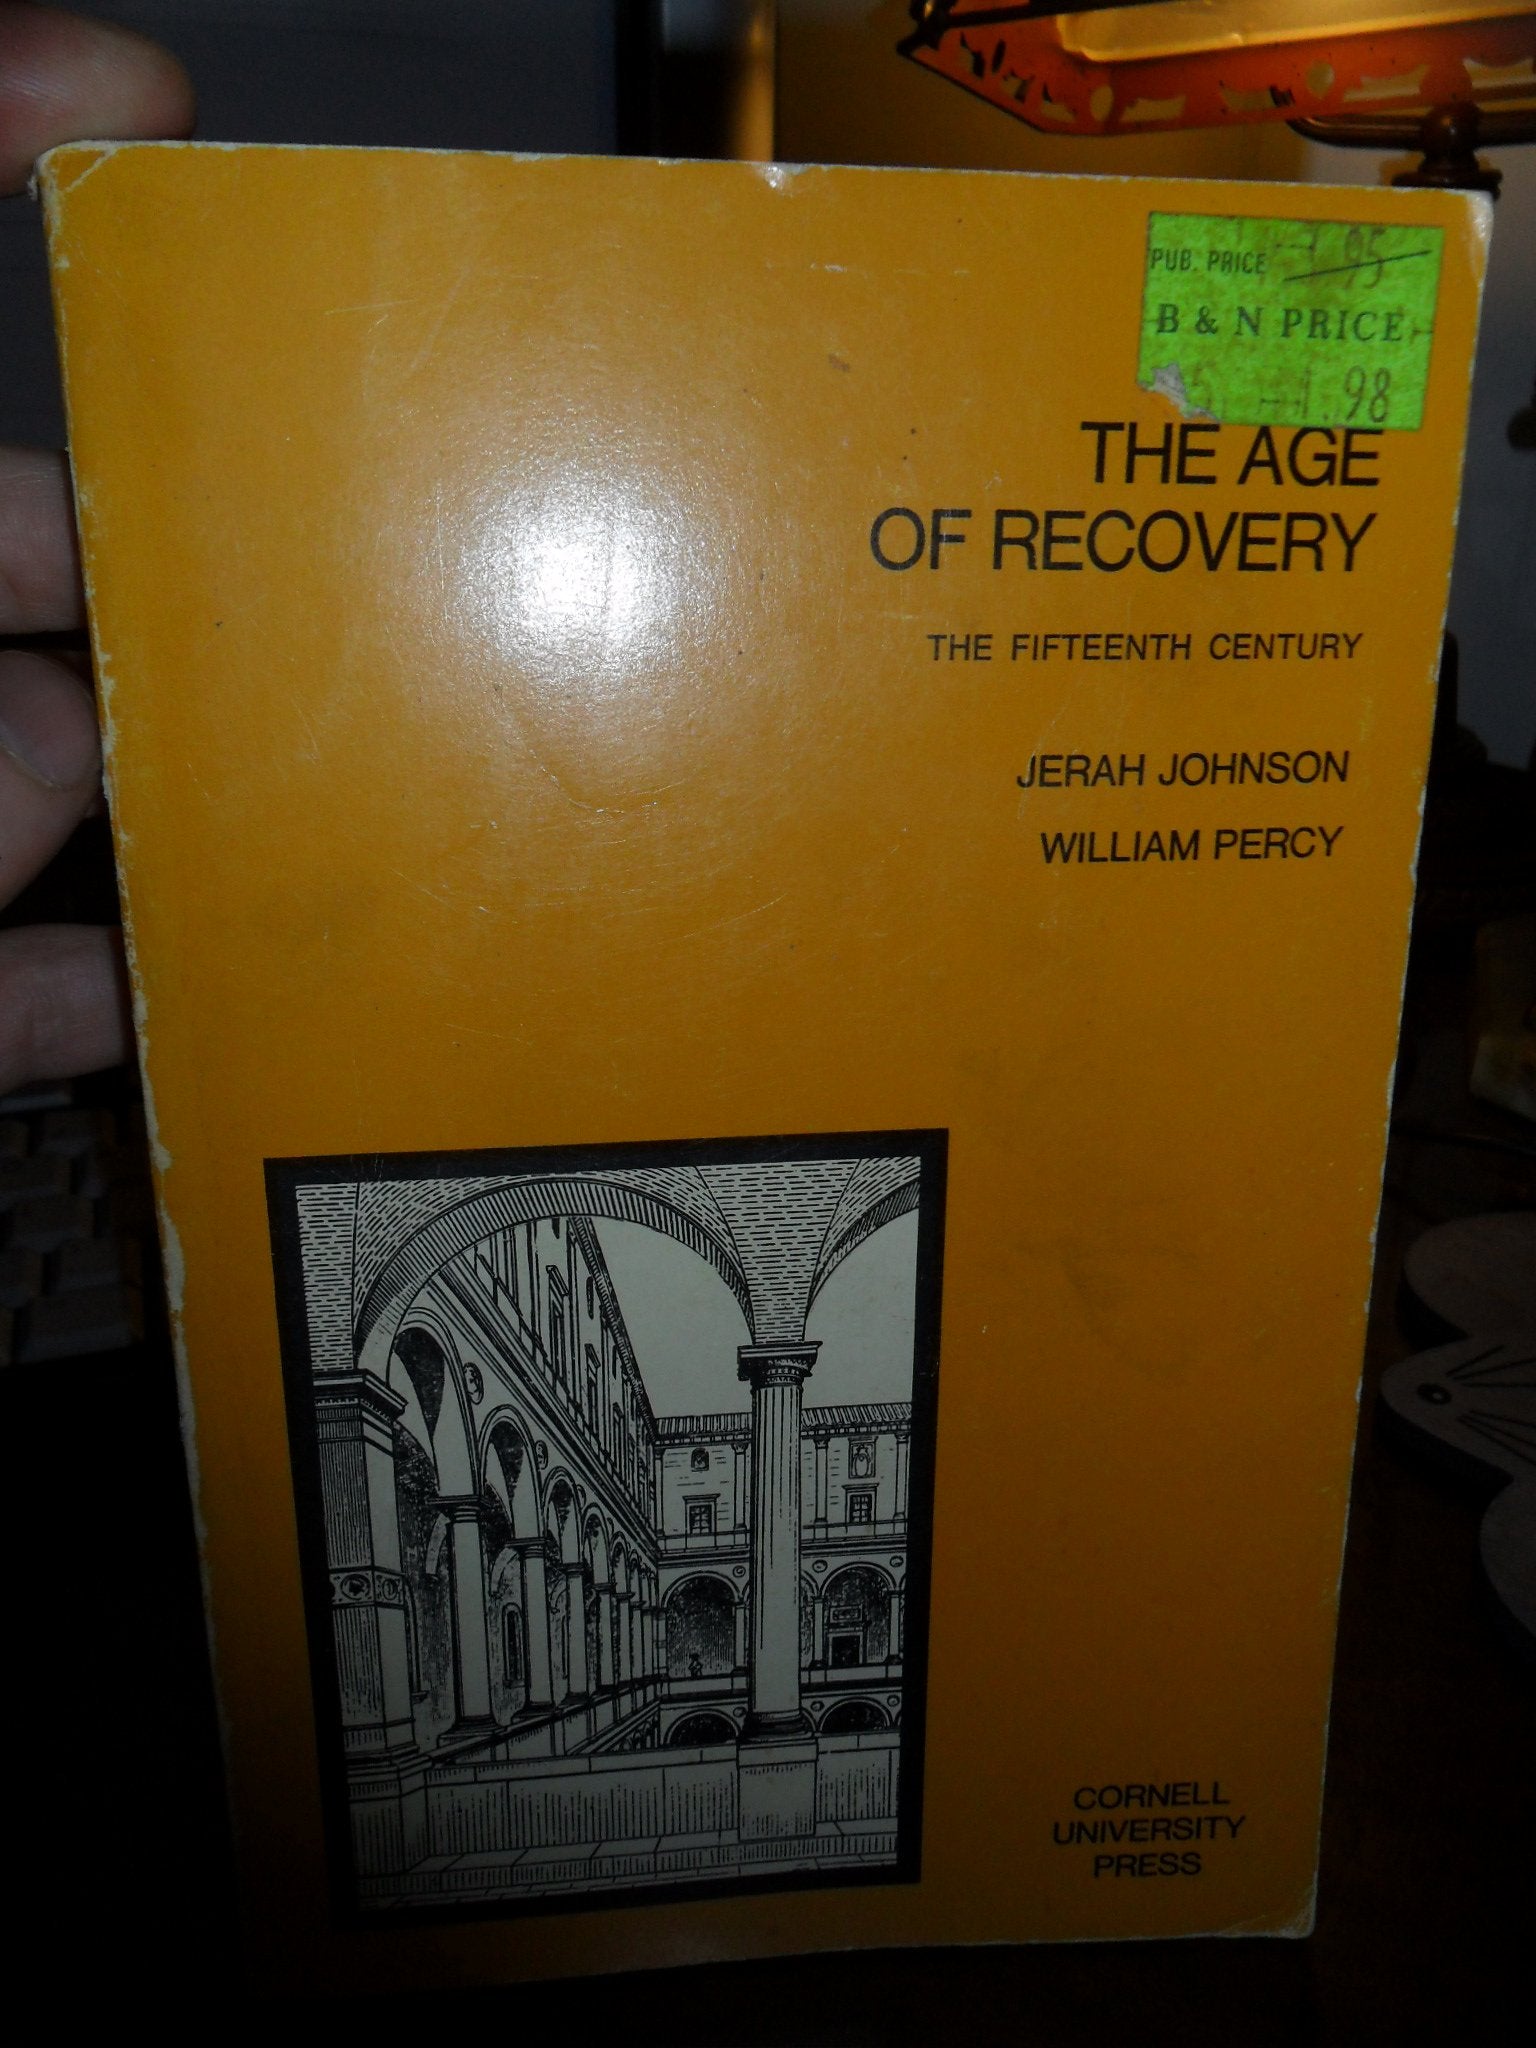 PUB. PRICE
B & N PRICE
1.98
THE AGE
OF RECOVERY
THE FIFTEENTH CENTURY
JERAH JOHNSON
WILLIAM PERCY
CORNELL
UNIVERSITY
PRESS